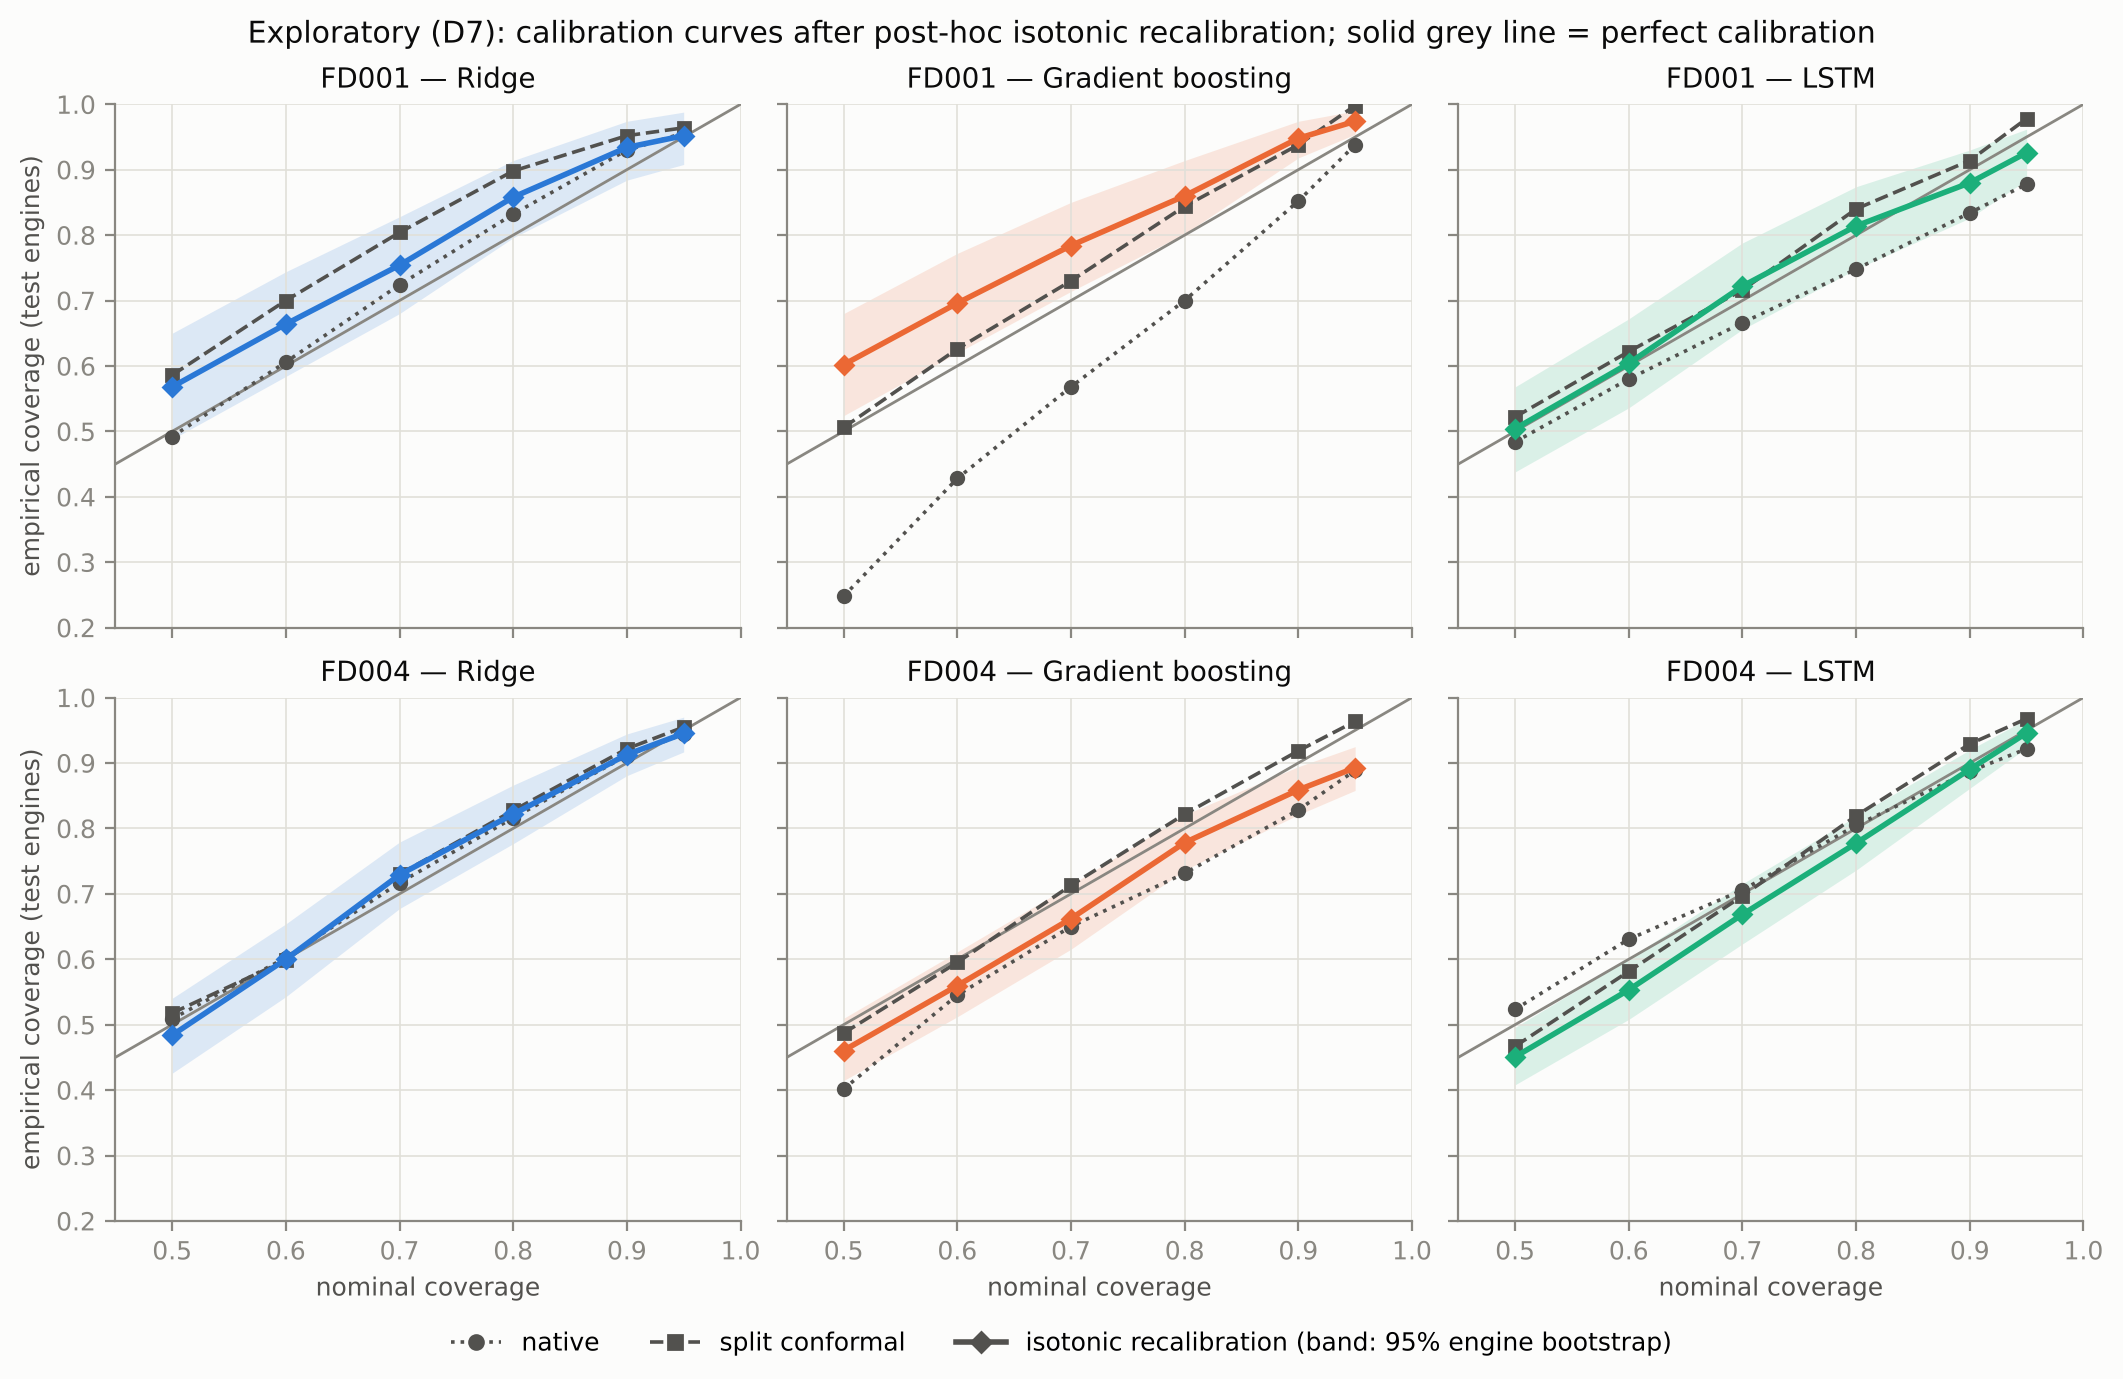 Exploratory (D7): calibration curves after post-hoc isotonic recalibration; solid grey line = perfect calibration
FD001 — Ridge
FD001 — Gradient boosting
FD001 — LSTM
empirical coverage (test engines)
1.0
0.9
0.8
0.7
0.6
0.5
0.4
0.3
0.2
FD004 — Ridge
FD004 — Gradient boosting
FD004 — LSTM
empirical coverage (test engines)
1.0
0.9
0.8
0.7
0.6
0.5
0.4
0.3
0.2
0.5 0.6 0.7 0.8 0.9 1.0
0.5 0.6 0.7 0.8 0.9 1.0
0.5 0.6 0.7 0.8 0.9 1.0
nominal coverage
nominal coverage
nominal coverage
native
split conformal
isotonic recalibration (band: 95% engine bootstrap)